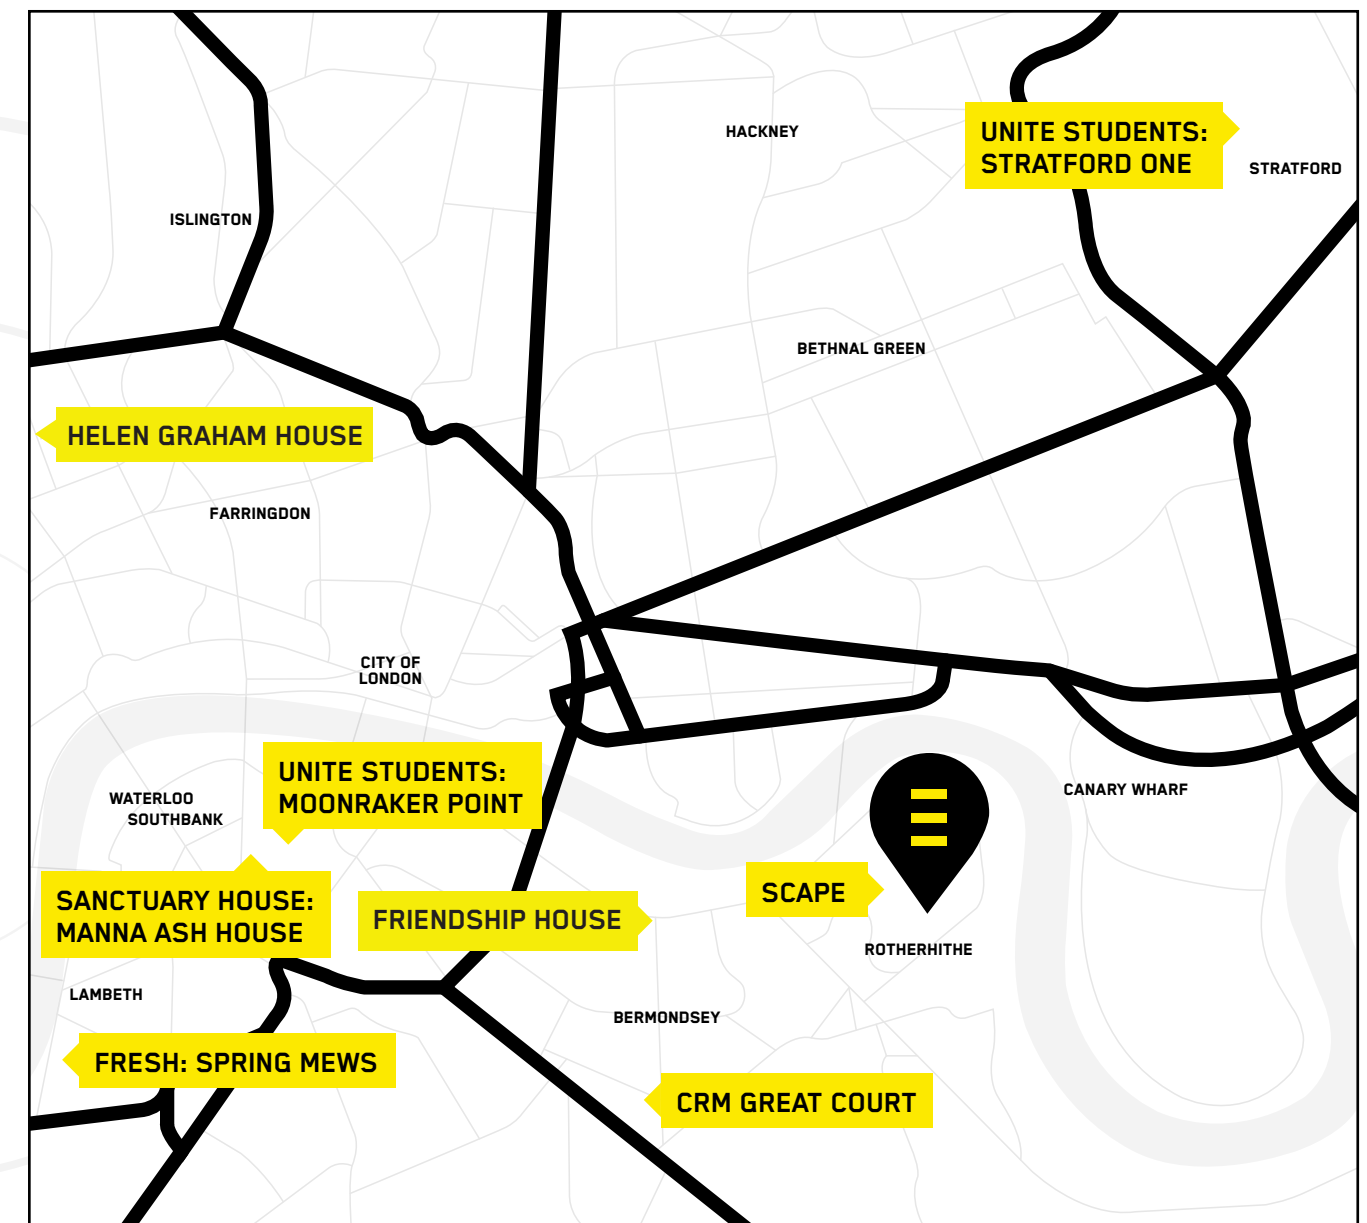 HACKNEY
UNITE STUDENTS:
STRATFORD ONE
STRATFORD
ISLINGTON
BETHNAL GREEN
HELEN GRAHAM HOUSE
FARRINGDON
CITY OF
LONDON
UNITE STUDENTS:
MOONRAKER POINT
WATERLOO
SOUTHBANK
CANARY WHARF
SANCTUARY HOUSE:
MANNA ASH HOUSE
FRIENDSHIP HOUSE
SCAPE
ROTHERHITHE
LAMBETH
BERMONDSEY
FRESH: SPRING MEWS
CRM GREAT COURT